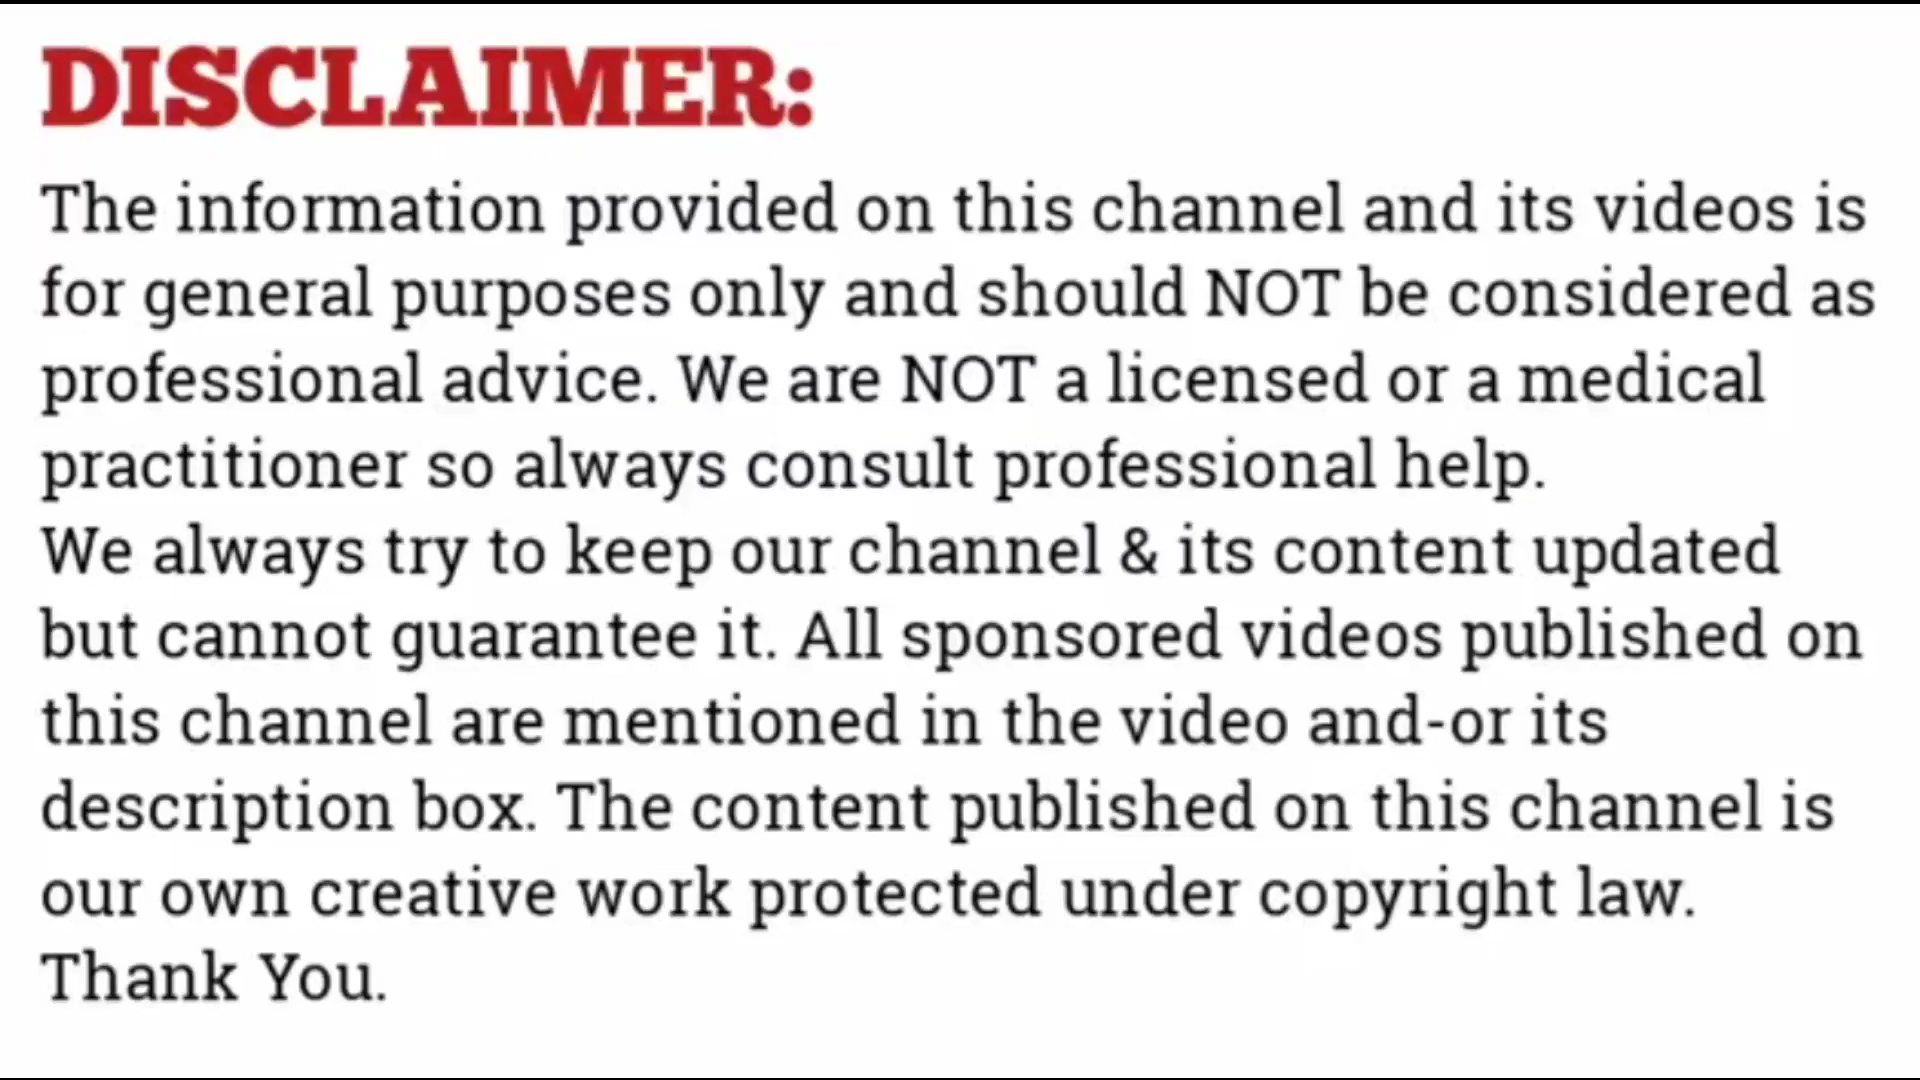 DISCLAIMER:
The information provided on this channel and its videos is
for general purposes only and should NOT be considered as
professional advice. We are NOT a licensed or a medical
practitioner so always consult professional help.
We always try to keep our channel & its content updated
but cannot guarantee it. All sponsored videos published on
this channel are mentioned in the video and-or its
description box. The content published on this channel is
our own creative work protected under copyright law.
Thank You.